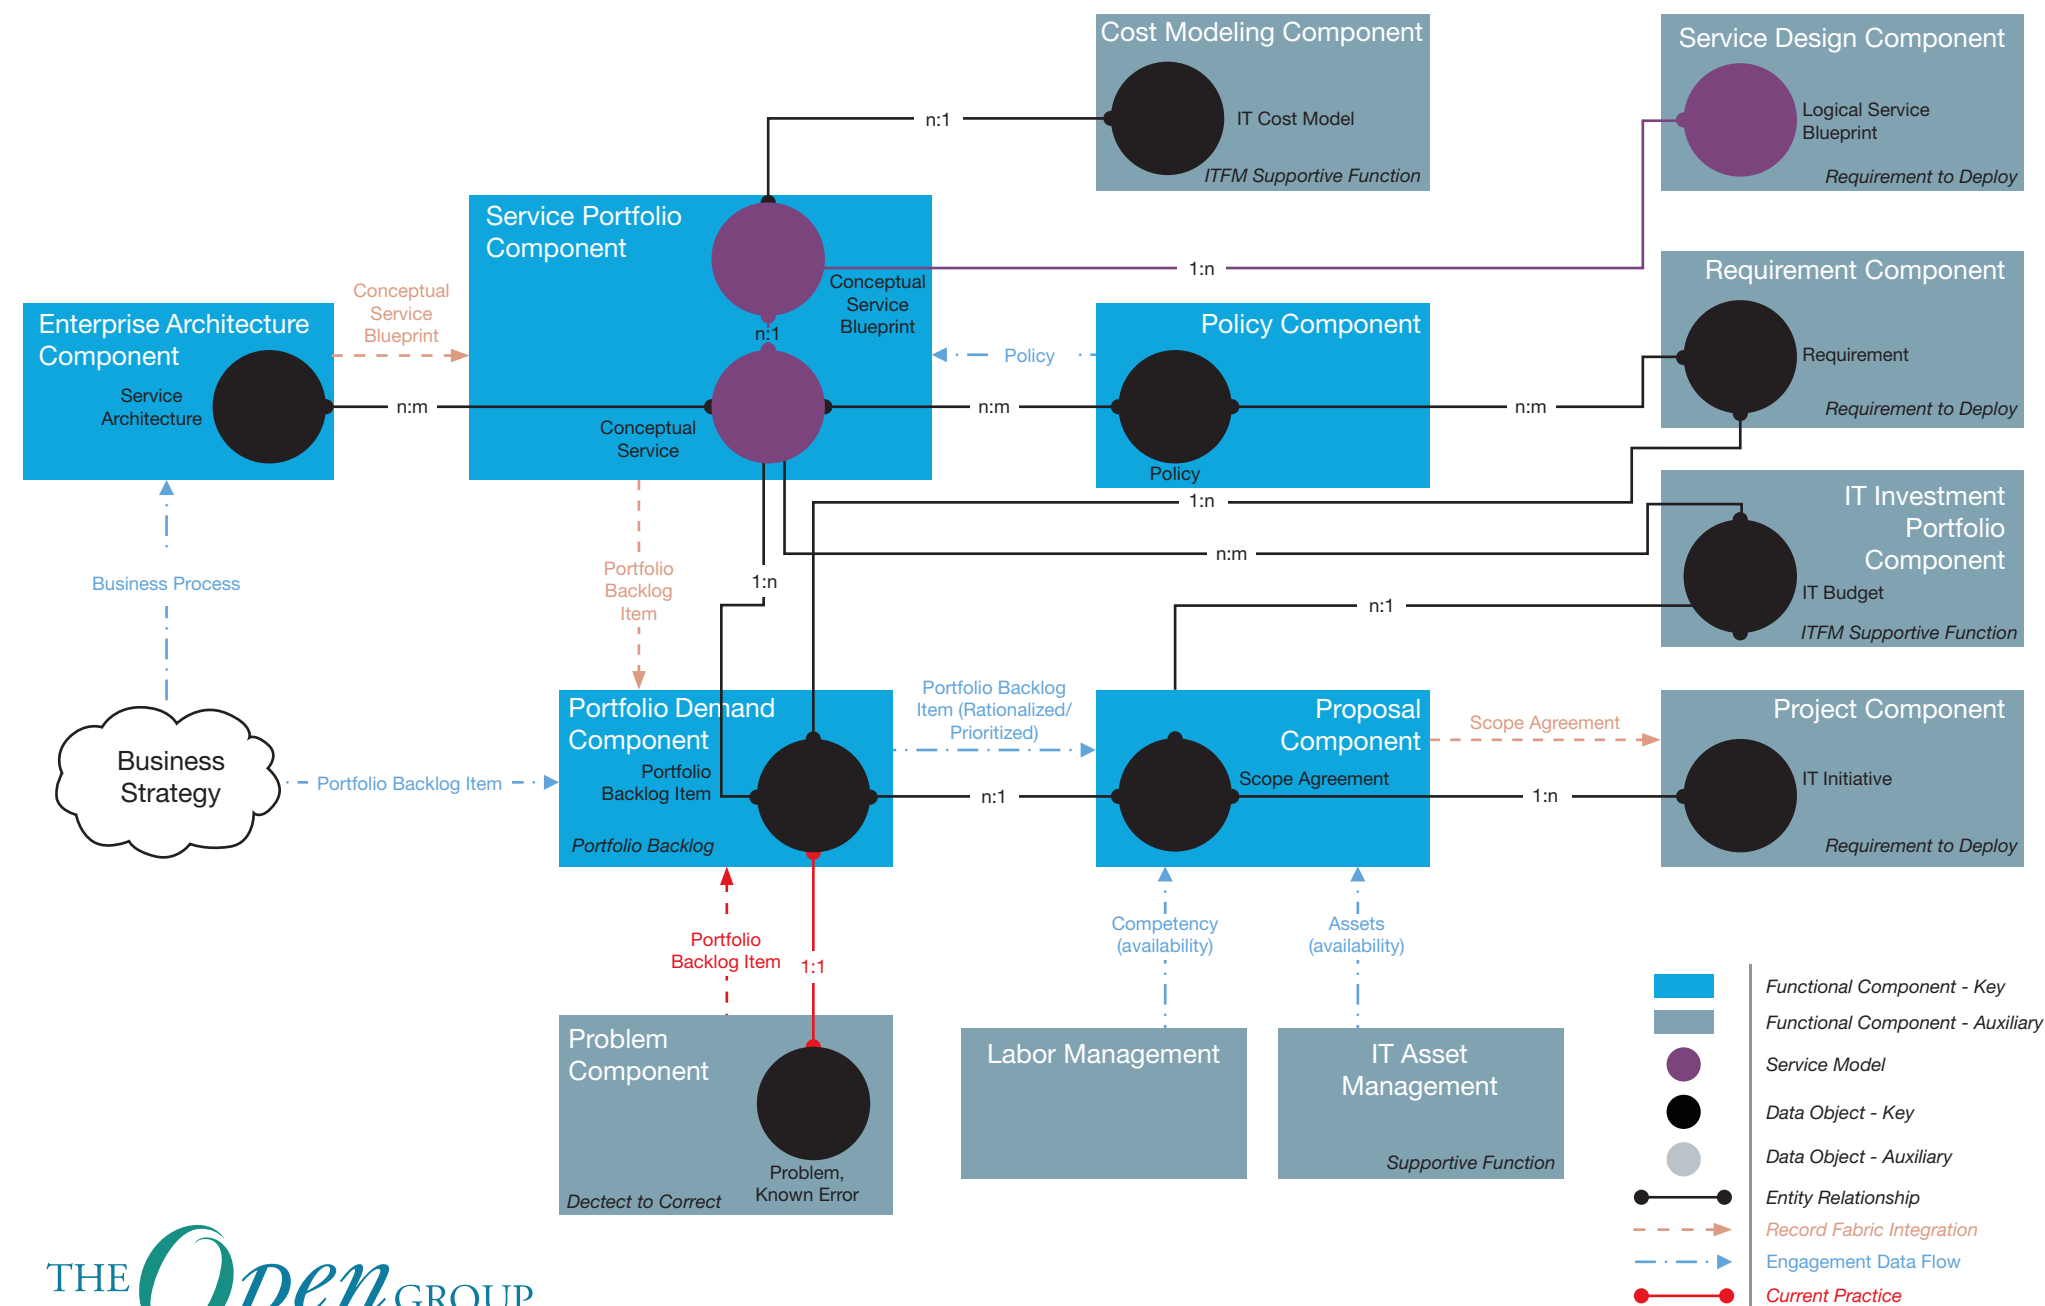 Cost Modeling Component
IT Cost Model
ITFM Supportive Function
Service Design Component
Logical Service
Blueprint
Requirement to Deploy
n:1
Service Portfolio
Component
Conceptual
Service
Blueprint
n:1
Conceptual
Service
1:n
Requirement Component
Requirement
Requirement to Deploy
Enterprise Architecture
Component
Service
Architecture
Conceptual
Service
Blueprint
n:m
Policy
Policy Component
Policy
n:m
n:m
1:n
n:m
IT Investment
Portfolio
Component
IT Budget
ITFM Supportive Function
Business Process
Portfolio
Backlog
Item
1:n
n:1
Business
Strategy
Portfolio Backlog Item
Portfolio Demand
Component
Portfolio
Backlog Item
Portfolio Backlog
Portfolio Backlog
Item (Rationalized/
Prioritized)
n:1
Proposal
Component
Scope Agreement
Scope Agreement
1:n
Project Component
IT Initiative
Requirement to Deploy
Portfolio
Backlog Item
1:1
Competency
(availability)
Assets
(availability)
Problem
Component
Problem,
Known Error
Dectect to Correct
Labor Management
IT Asset
Management
Supportive Function
Functional Component - Key
Functional Component - Auxiliary
Service Model
Data Object - Key
Data Object - Auxiliary
Entity Relationship
Record Fabric Integration
Engagement Data Flow
Current Practice
THE Open GROUP